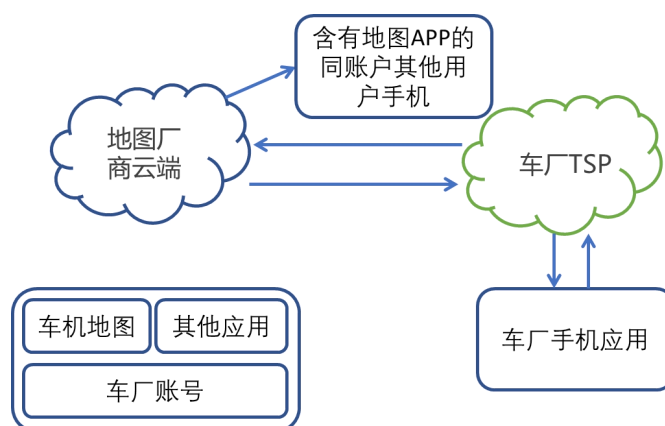 含有地图APP的
同账户其他用
户手机
地图厂
商云端
车厂TSP
车机地图
其他应用
车厂账号
车厂手机应用